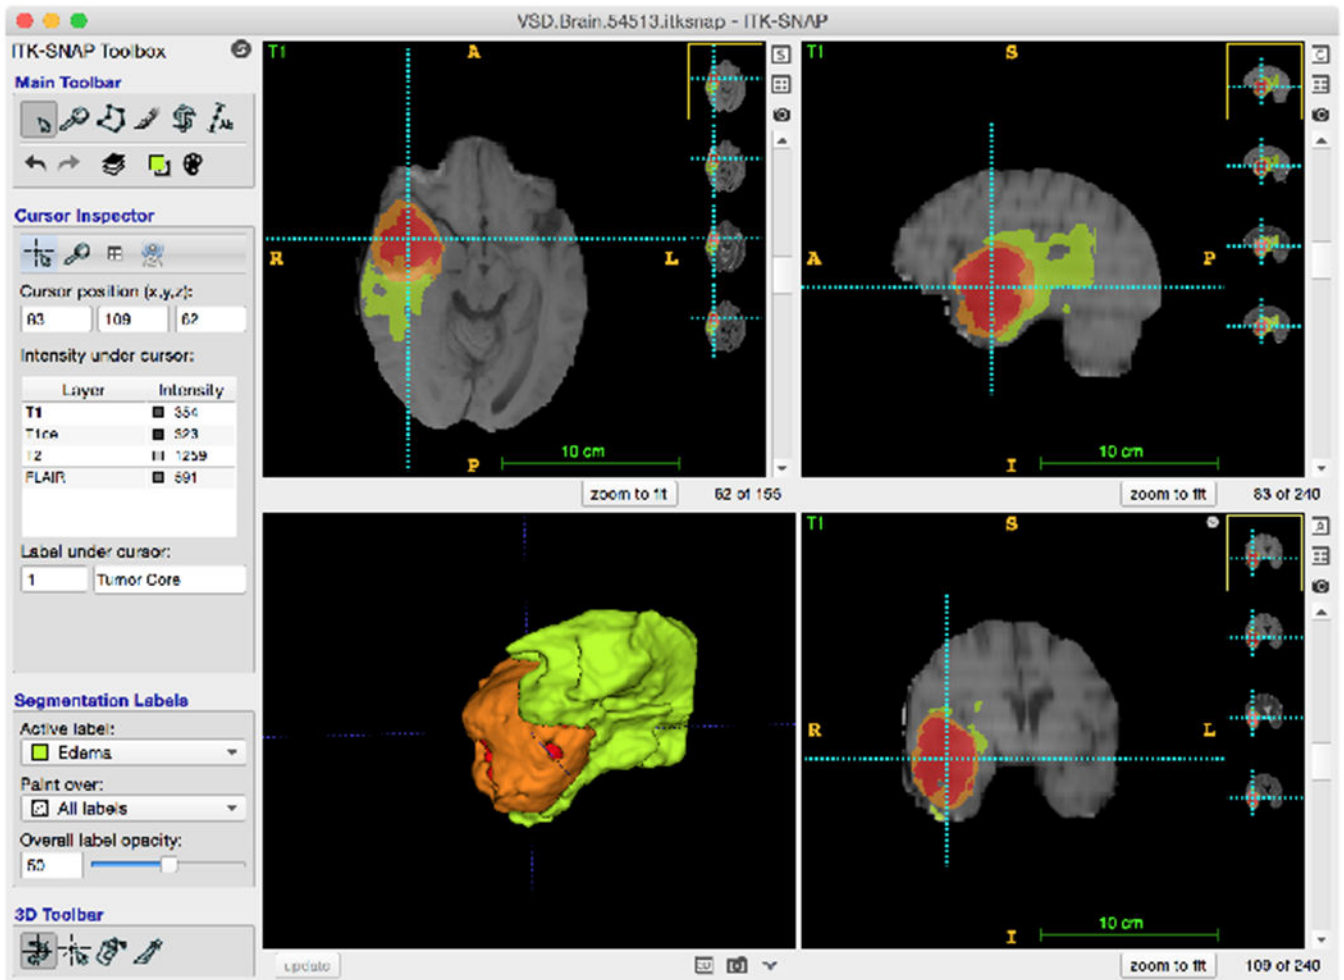 VSD.Brain.54513.itksnap - ITK-SNAP
ITK-SNAP Toolbox
Main Toolbar
Cursor Inspector
Cursor position (x,y,z):
83 109 62
Intensity under cursor:
Layer Intensity
T1 354
T1ce 323
T2 1259
FLAIR 591
Label under cursor:
1 Tumor Core
Segmentation Labels
Active label:
Edema
Paint over:
All labels
Overall label opacity:
50
3D Toolbar
T1
A
S
R
L
P
10 cm
zoom to fit 62 of 155
T1
S
C
A
P
I
10 cm
zoom to fit 83 of 240
update
3D
T1
S
A
R
L
I
10 cm
zoom to fit 109 of 240